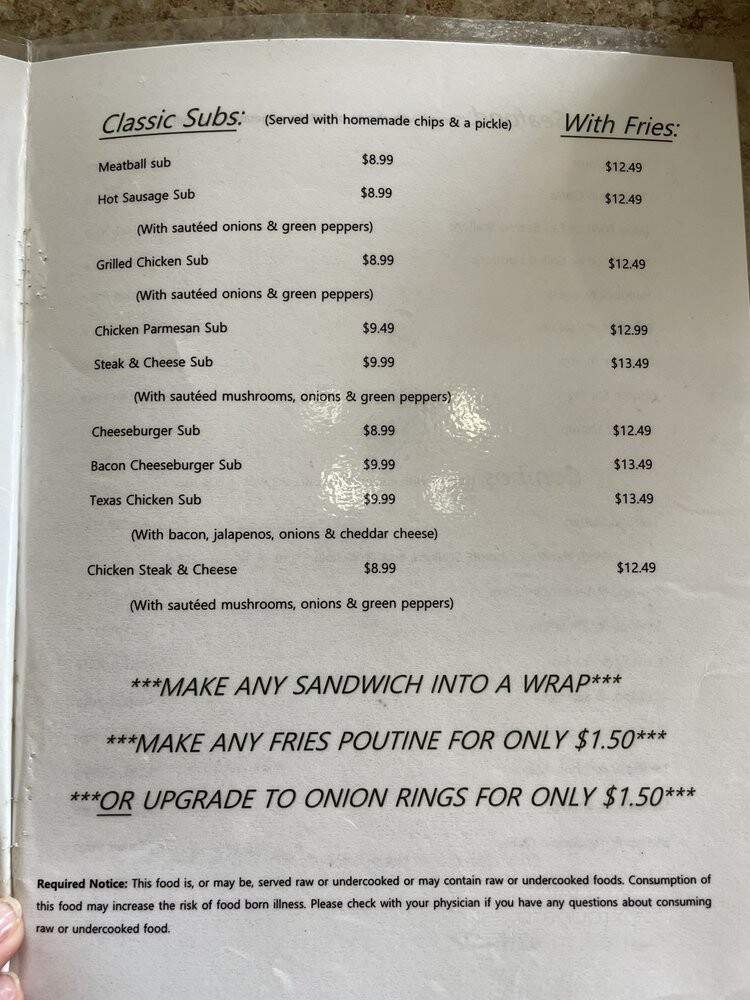 Classic Subs: (Served with homemade chips & a pickle) With Fries:
Meatball sub $8.99 $12.49
Hot Sausage Sub $8.99 $12.49
(With sautéed onions & green peppers)
Grilled Chicken Sub $8.99 $12.49
(With sautéed onions & green peppers)
Chicken Parmesan Sub $9.49 $12.99
Steak & Cheese Sub $9.99 $13.49
(With sautéed mushrooms, onions & green peppers)
Cheeseburger Sub $8.99 $12.49
Bacon Cheeseburger Sub $9.99 $13.49
Texas Chicken Sub $9.99 $13.49
(With bacon, jalapenos, onions & cheddar cheese)
Chicken Steak & Cheese $8.99 $12.49
(With sautéed mushrooms, onions & green peppers)
***MAKE ANY SANDWICH INTO A WRAP***
***MAKE ANY FRIES POUTINE FOR ONLY $1.50***
***OR UPGRADE TO ONION RINGS FOR ONLY $1.50***
Required Notice: This food is, or may be, served raw or undercooked or may contain raw or undercooked foods. Consumption of
this food may increase the risk of food born illness. Please check with your physician if you have any questions about consuming
raw or undercooked food.